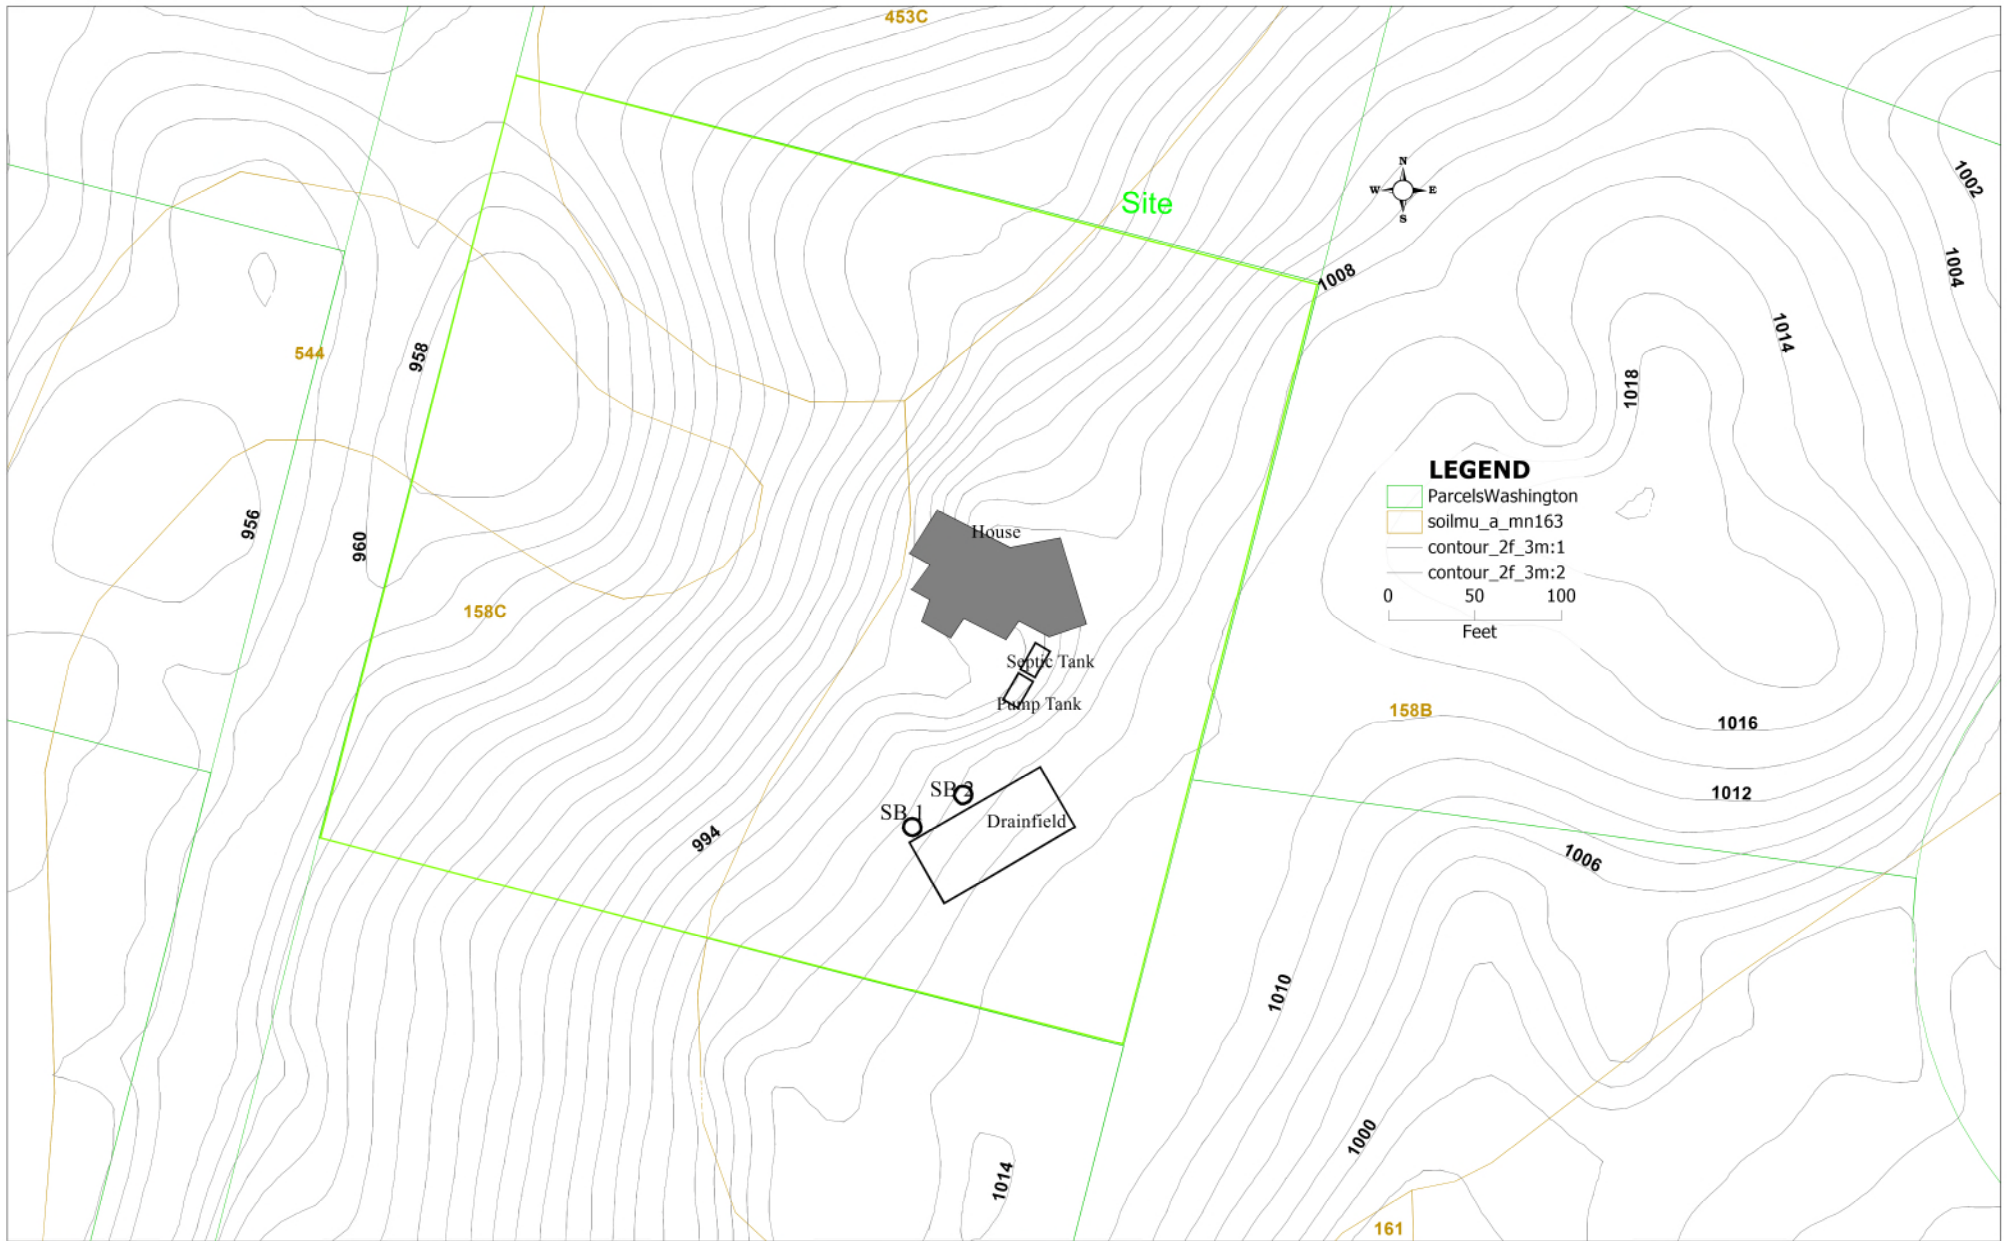 453C
N
W E
S
1002
Site
1004
1008
1014
544
958
1018
LEGEND
ParcelsWashington
soilmu_a_mn163
contour_2f_3m:1
contour_2f_3m:2
0 50 100
Feet
956
960
House
158C
Septic Tank
Pump Tank
158B
1016
SB 2
SB 1
Drainfield
1012
994
1006
1010
1000
1014
161